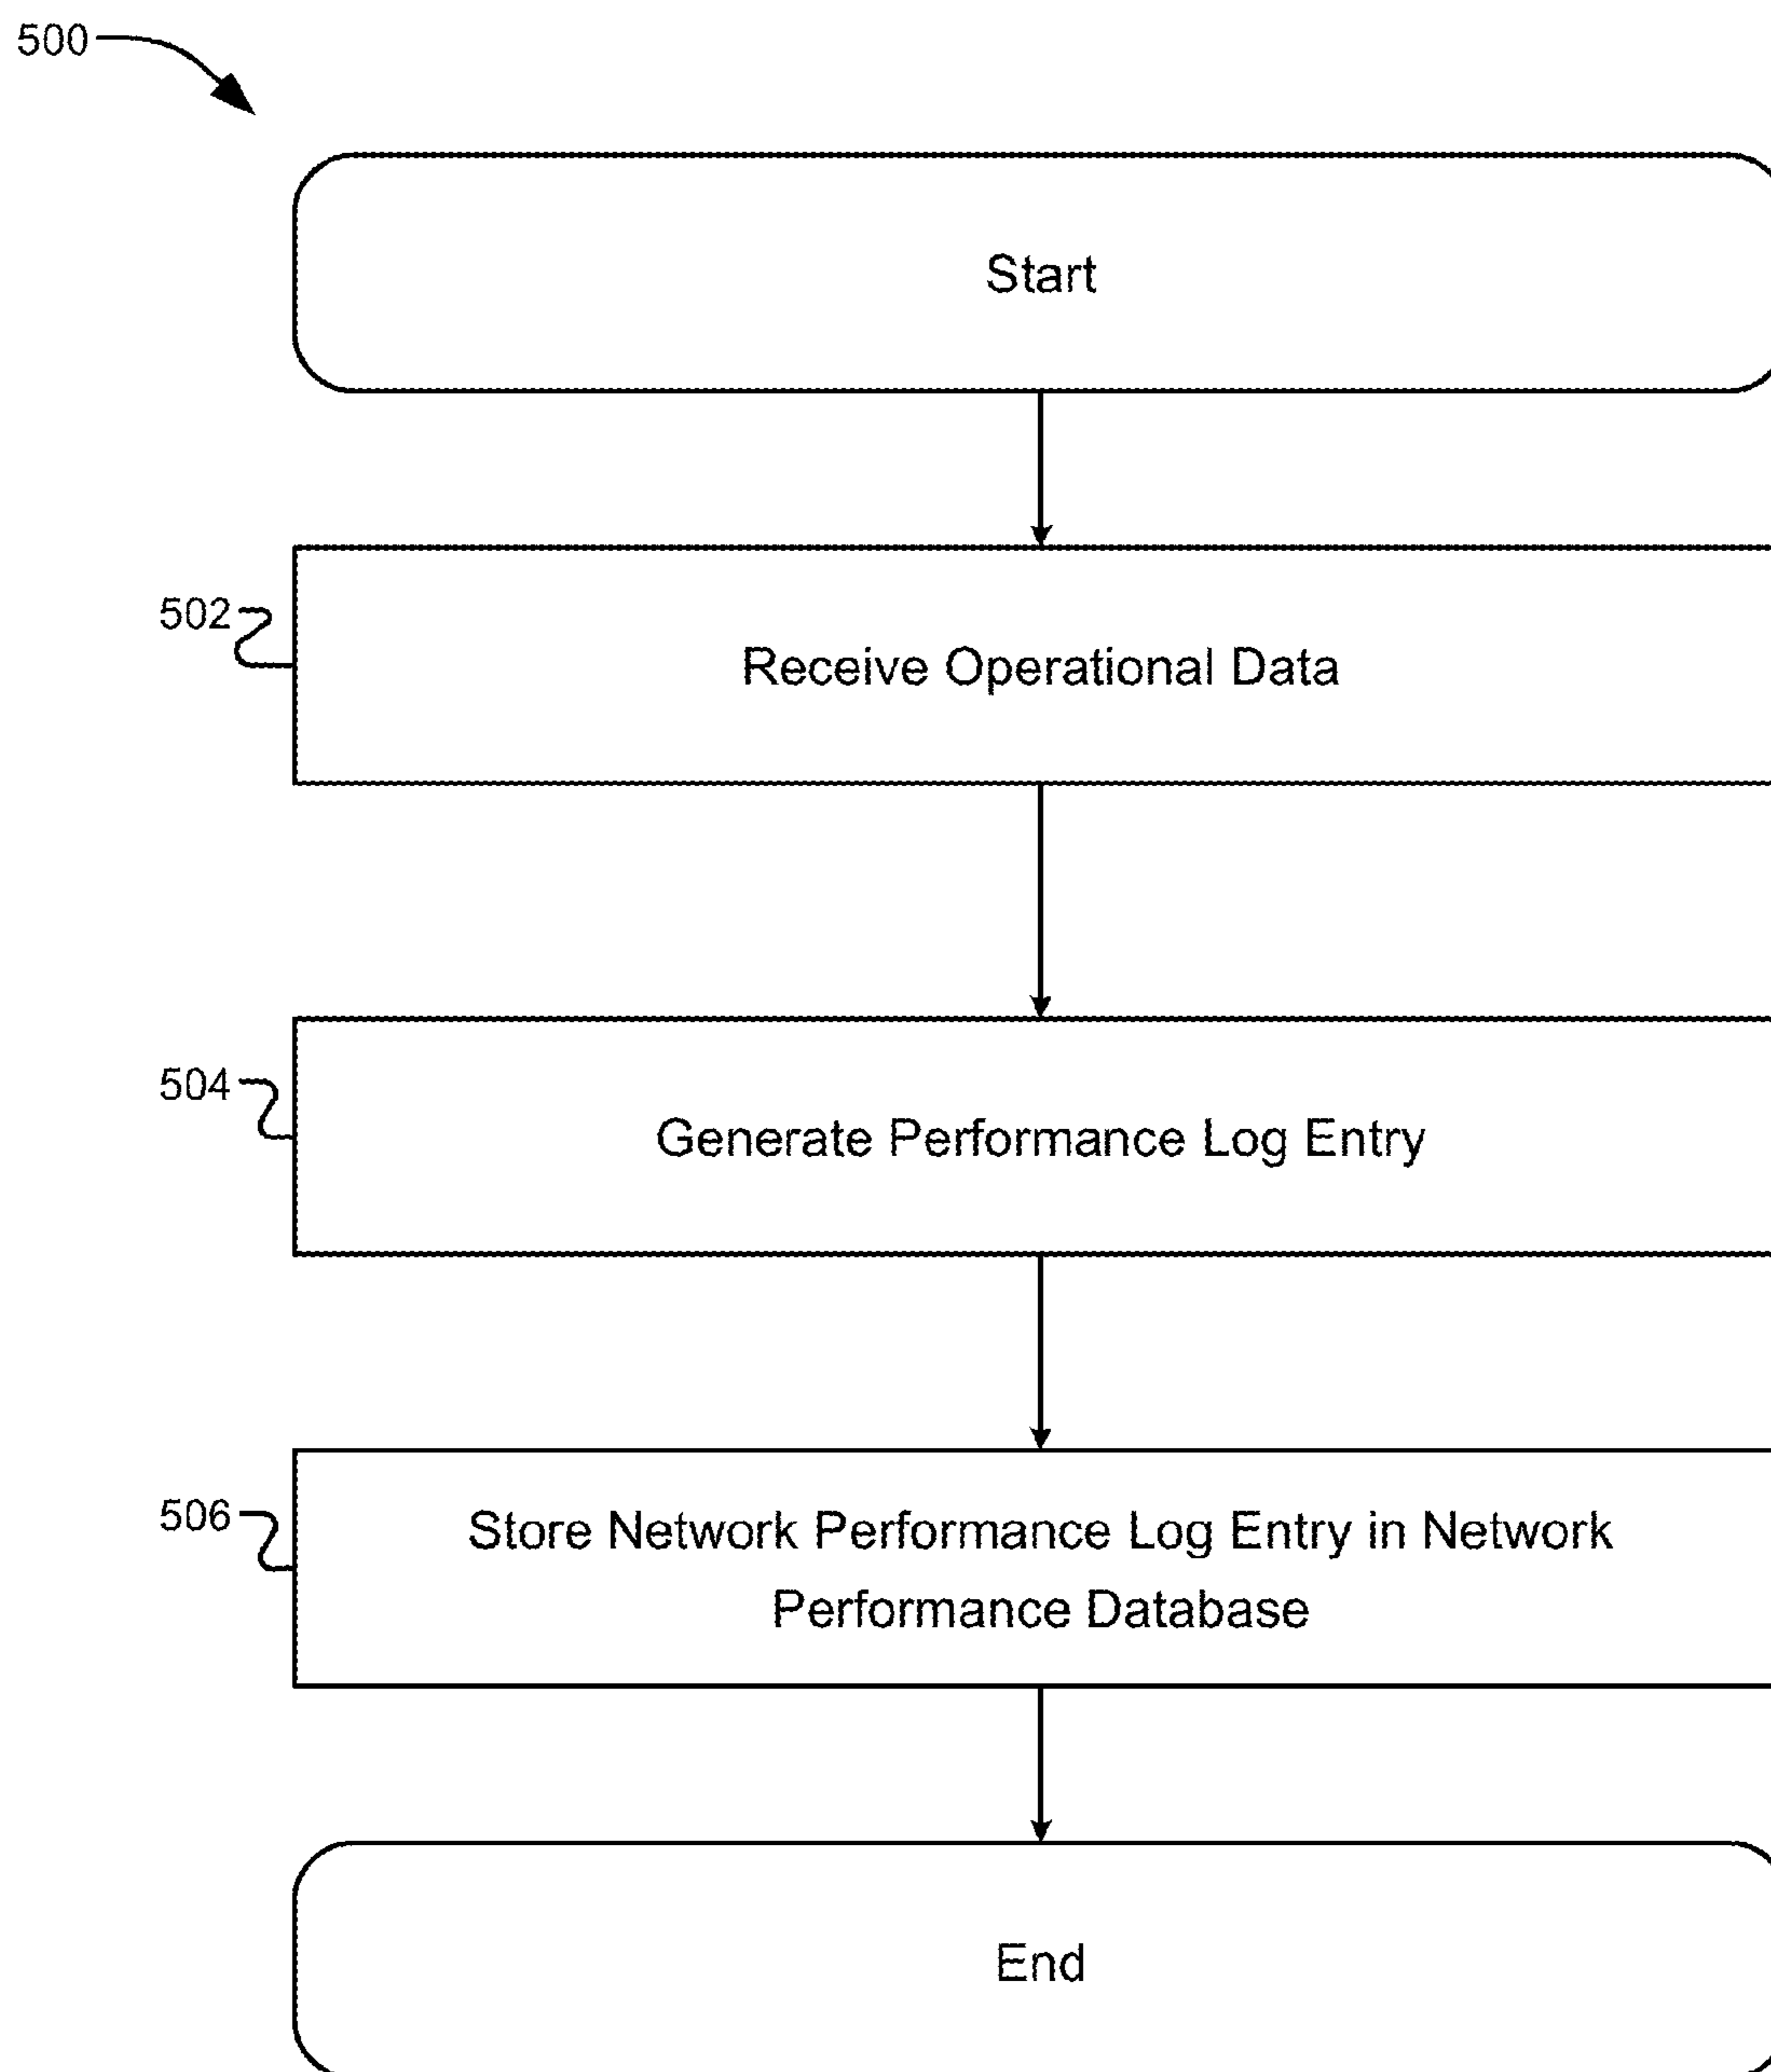 500
Start
502
Receive Operational Data
504
Generate Performance Log Entry
506
Store Network Performance Log Entry in Network
Performance Database
End